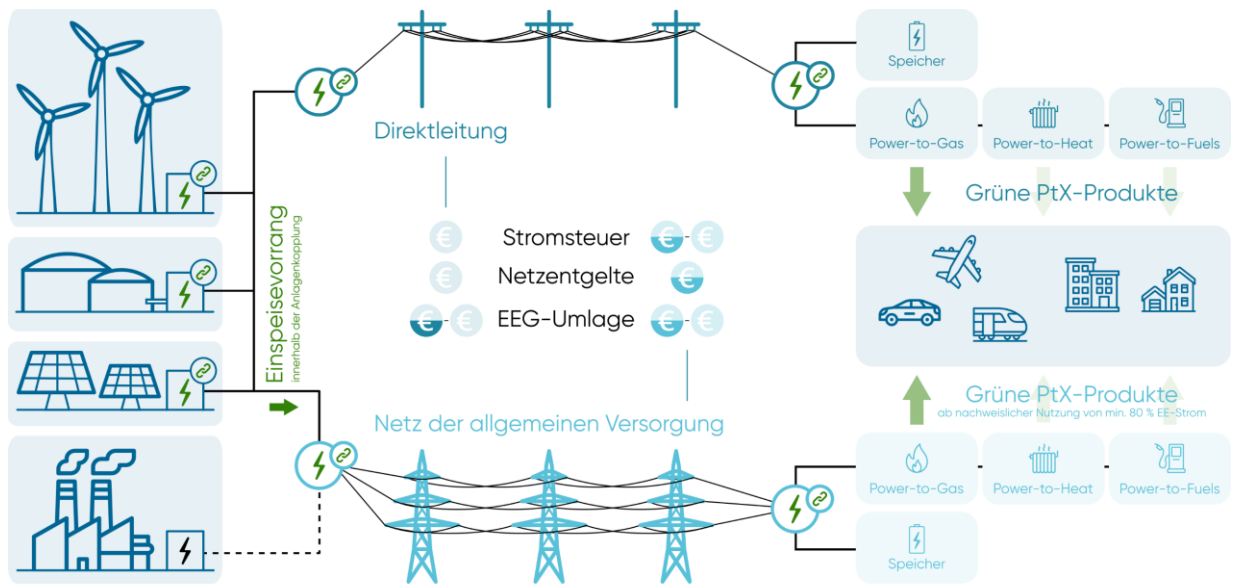 Speicher
Direktleitung
Power-to-Gas
Power-to-Heat
Power-to-Fuels
Grüne PtX-Produkte
Einspeisevorrang
innerhalb der Anlagenkopplung
€ Stromsteuer € - €
€ Netzentgelte €
€ - € EEG-Umlage € - €
Grüne PtX-Produkte
ab nachweislicher Nutzung von min. 80 % EE-Strom
Netz der allgemeinen Versorgung
Power-to-Gas
Power-to-Heat
Power-to-Fuels
Speicher